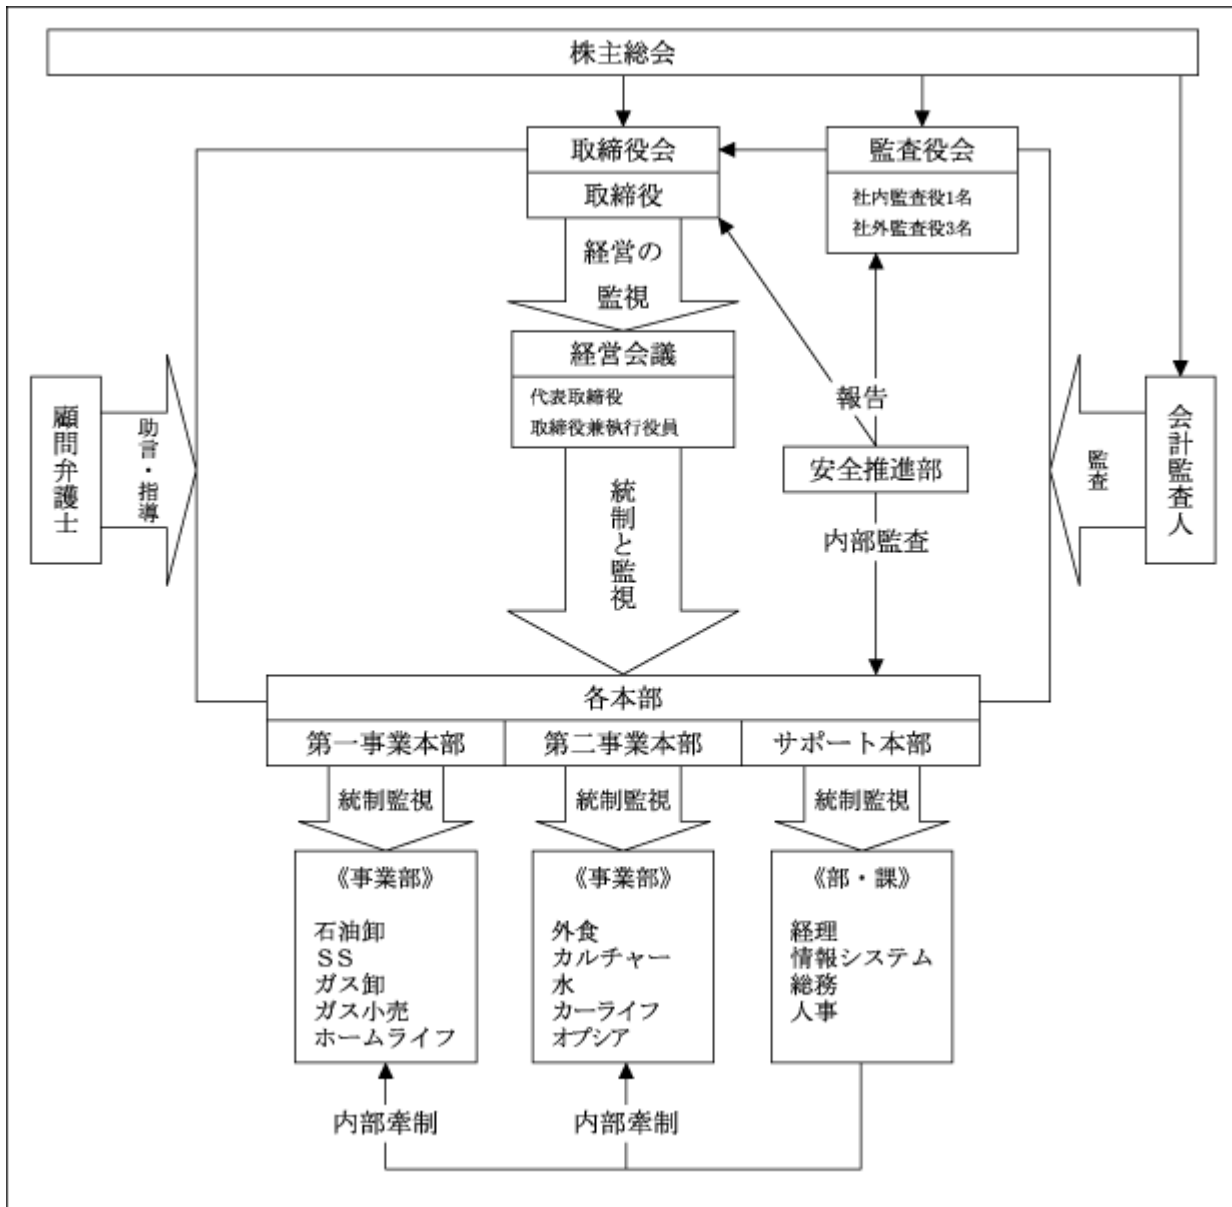 株主総会
取締役会
取締役
監査役会
社内監査役1名
社外監査役3名
経営の
監視
経営会議
代表取締役
取締役兼執行役員
報告
安全推進部
内部監査
顧問弁護士
助言・指導
会計監査人
監査
統制と監視
各本部
第一事業本部
第二事業本部
サポート本部
統制監視
統制監視
統制監視
《事業部》
石油卸
SS
ガス卸
ガス小売
ホームライフ
《事業部》
外食
カルチャー
水
カーライフ
オプシア
《部・課》
経理
情報システム
総務
人事
内部牽制
内部牽制